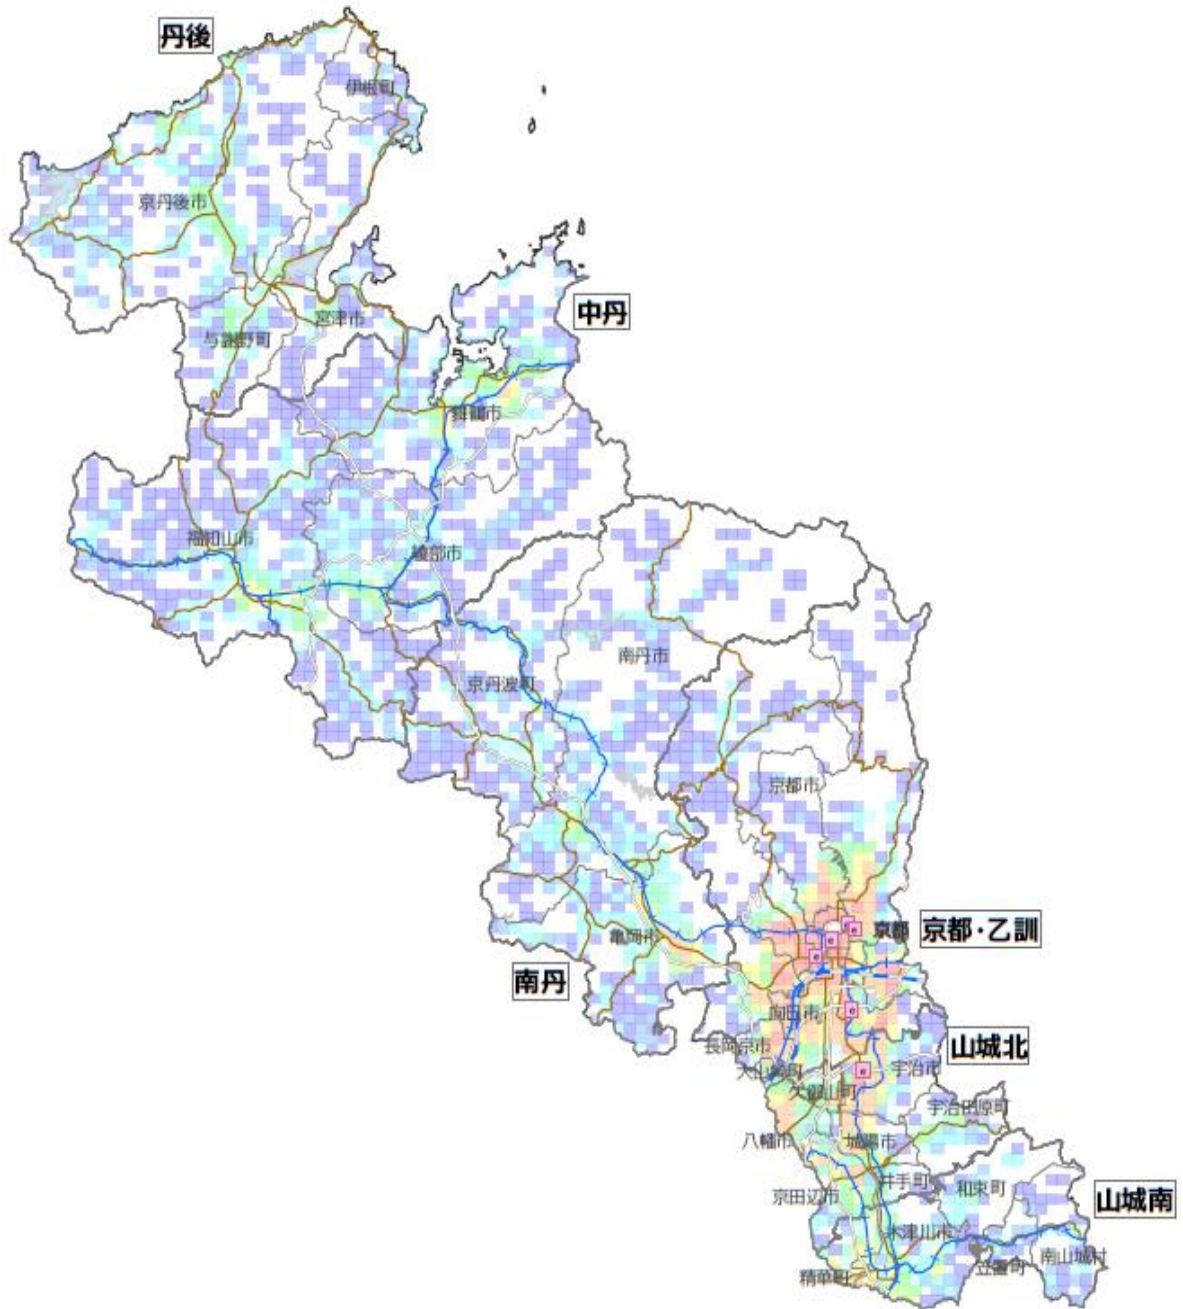 丹後
伊根町
京丹後市
宮津市
与謝野町
中丹
舞鶴市
福知山市
綾部市
南丹市
京丹波町
京都市
京都
京都・乙訓
亀岡市
南丹
向日市
山城北
長岡京市
宇治市
大山崎町
久御山町
宇治田原町
八幡市
城陽市
井手町
和束町
京田辺市
山城南
木津川市
笠置町
南山城村
精華町